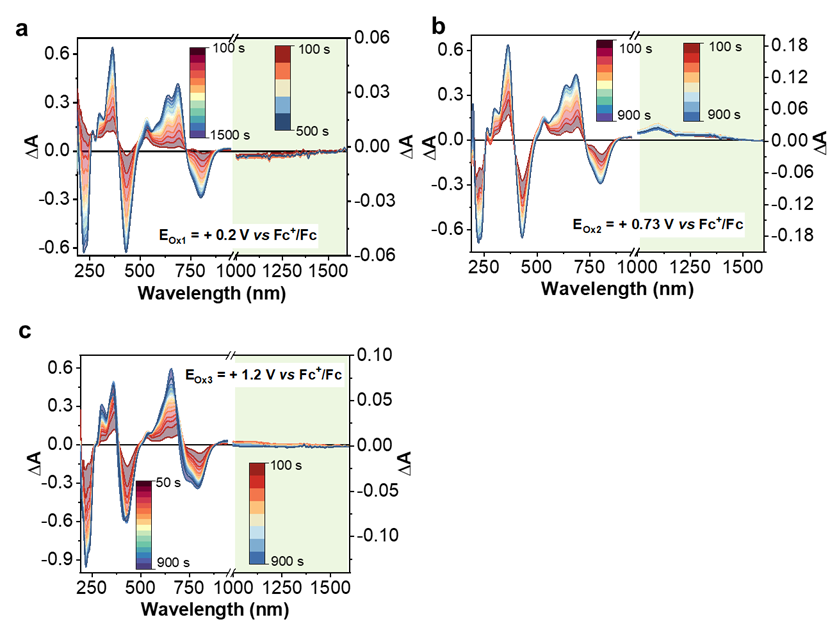 a
100 s
1500 s
100 s
500 s
0.6
0.3
0.0
-0.3
-0.6
ΔA
0.06
0.03
0.00
-0.03
-0.06
ΔA
E_Ox1 = + 0.2 V vs Fc⁺/Fc
250 500 750 1000 1250 1500
Wavelength (nm)
b
100 s
900 s
100 s
900 s
0.6
0.3
0.0
-0.3
-0.6
ΔA
0.18
0.12
0.06
0.00
-0.06
-0.12
-0.18
ΔA
E_Ox2 = + 0.73 V vs Fc⁺/Fc
250 500 750 1000 1250 1500
Wavelength (nm)
c
E_Ox3 = + 1.2 V vs Fc⁺/Fc
50 s
900 s
100 s
900 s
0.6
0.3
0.0
-0.3
-0.6
-0.9
ΔA
0.10
0.05
0.00
-0.05
-0.10
ΔA
250 500 750 1000 1250 1500
Wavelength (nm)